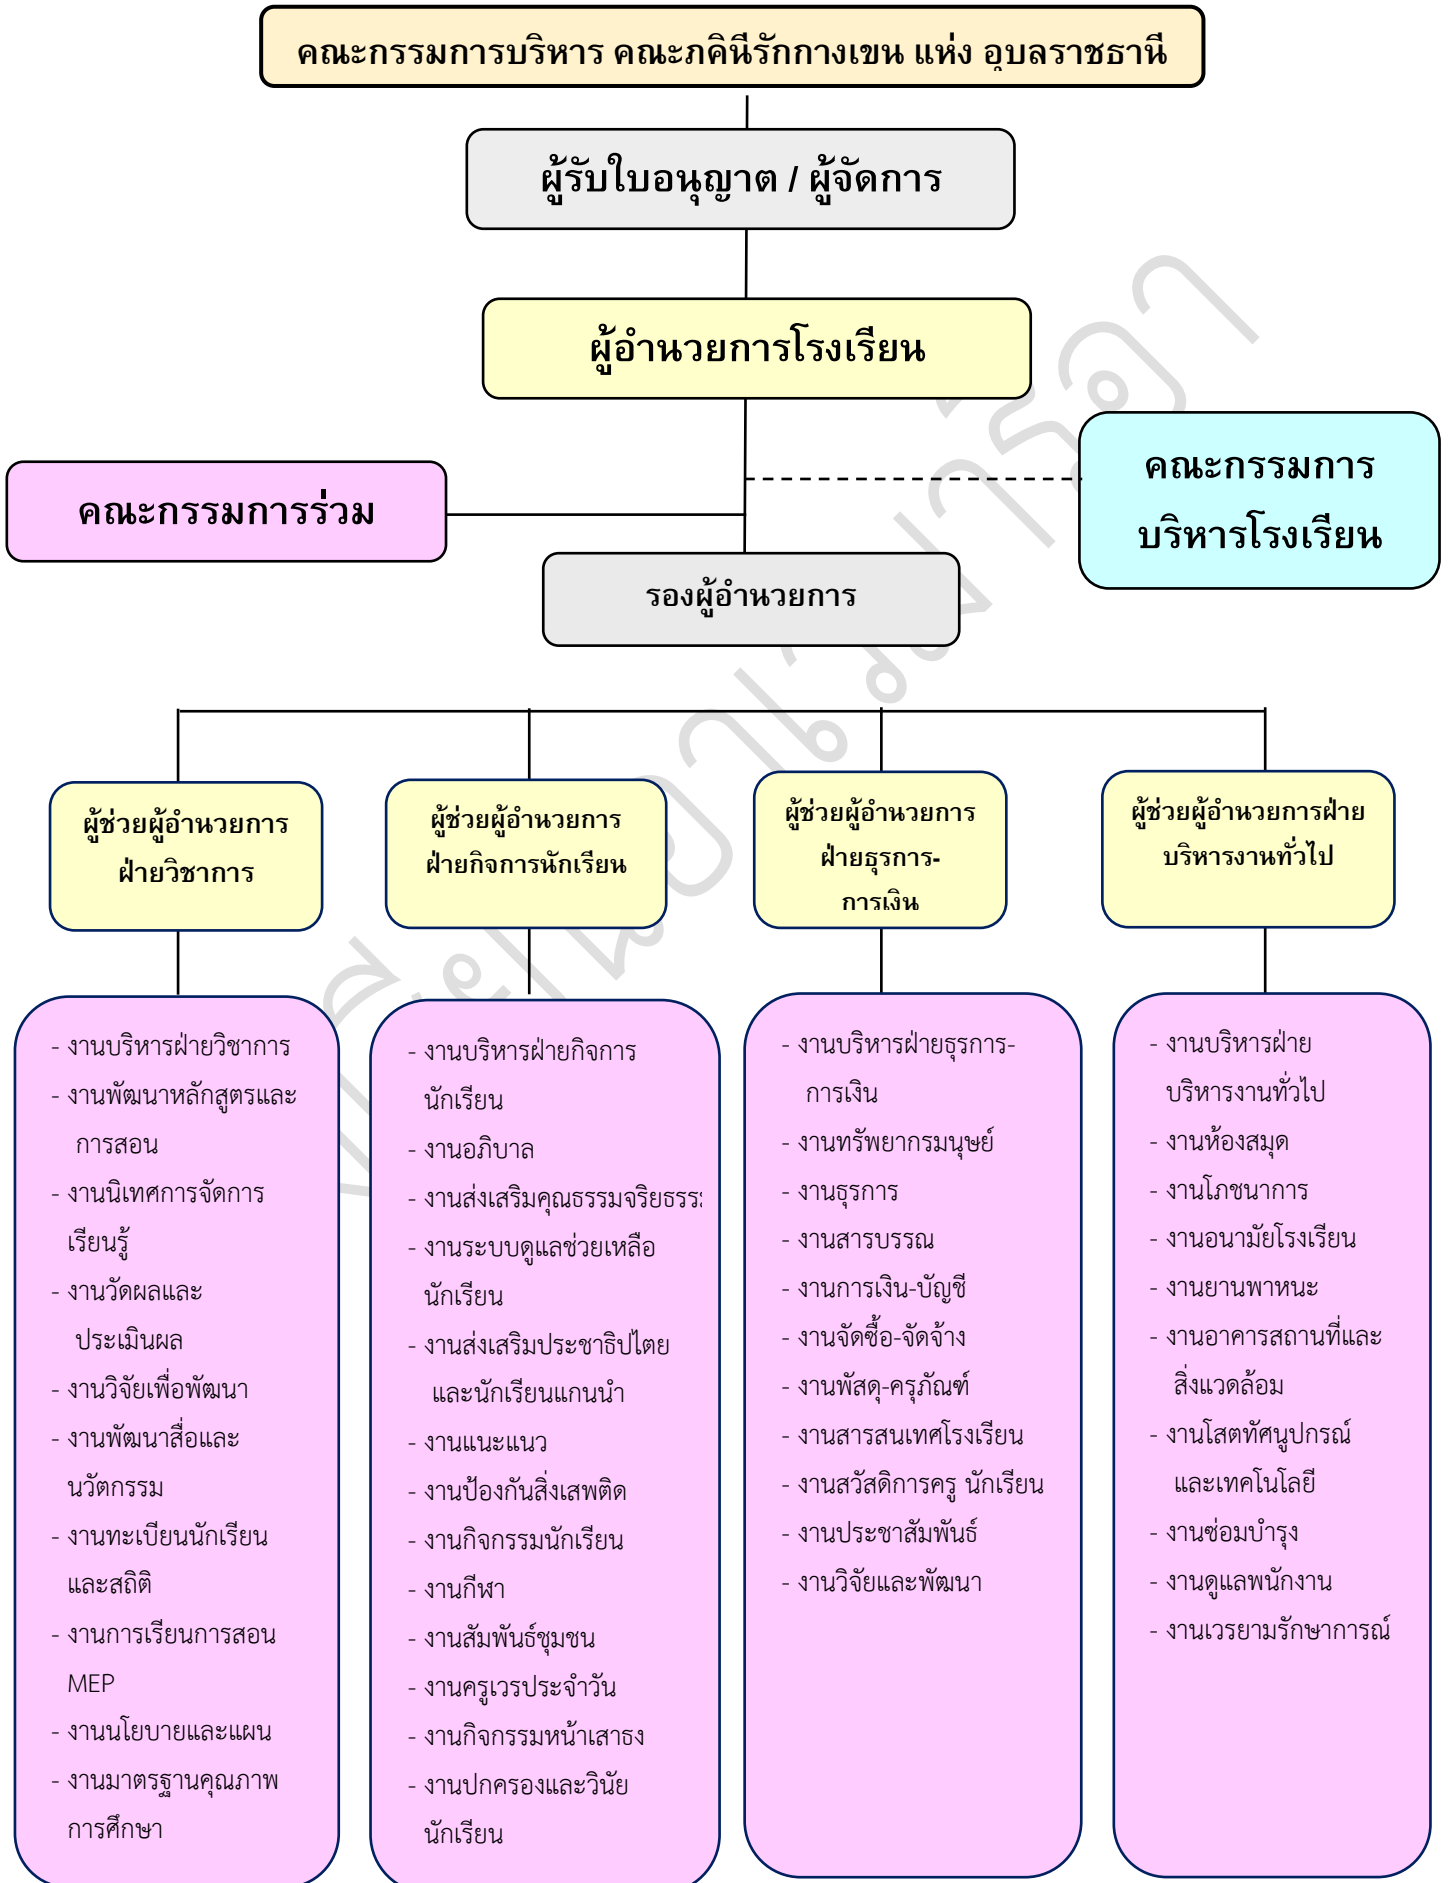 คณะกรรมการบริหาร คณะภคินีรักกางเขน แห่ง อุบลราชธานี
ผู้รับใบอนุญาต / ผู้จัดการ
ผู้อำนวยการโรงเรียน
คณะกรรมการร่วม
คณะกรรมการ
บริหารโรงเรียน
รองผู้อำนวยการ
ผู้ช่วยผู้อำนวยการ
ฝ่ายวิชาการ
ผู้ช่วยผู้อำนวยการ
ฝ่ายกิจการนักเรียน
ผู้ช่วยผู้อำนวยการ
ฝ่ายธุรการ-
การเงิน
ผู้ช่วยผู้อำนวยการฝ่าย
บริหารงานทั่วไป
- งานบริหารฝ่ายวิชาการ
- งานพัฒนาหลักสูตรและ
การสอน
- งานนิเทศการจัดการ
เรียนรู้
- งานวัดผลและ
ประเมินผล
- งานวิจัยเพื่อพัฒนา
- งานพัฒนาสื่อและ
นวัตกรรม
- งานทะเบียนนักเรียน
และสถิติ
- งานการเรียนการสอน
MEP
- งานนโยบายและแผน
- งานมาตรฐานคุณภาพ
การศึกษา
- งานบริหารฝ่ายกิจการ
นักเรียน
- งานอภิบาล
- งานส่งเสริมคุณธรรมจริยธรร
- งานระบบดูแลช่วยเหลือ
นักเรียน
- งานส่งเสริมประชาธิปไตย
และนักเรียนแกนนำ
- งานแนะแนว
- งานป้องกันสิ่งเสพติด
- งานกิจกรรมนักเรียน
- งานกีฬา
- งานสัมพันธ์ชุมชน
- งานครูเวรประจำวัน
- งานกิจกรรมหน้าเสาธง
- งานปกครองและวินัย
นักเรียน
- งานบริหารฝ่ายธุรการ-
การเงิน
- งานทรัพยากรมนุษย์
- งานธุรการ
- งานสารบรรณ
- งานการเงิน-บัญชี
- งานจัดซื้อ-จัดจ้าง
- งานพัสดุ-ครุภัณฑ์
- งานสารสนเทศโรงเรียน
- งานสวัสดิการครู นักเรียน
- งานประชาสัมพันธ์
- งานวิจัยและพัฒนา
- งานบริหารฝ่าย
บริหารงานทั่วไป
- งานห้องสมุด
- งานโภชนาการ
- งานอนามัยโรงเรียน
- งานยานพาหนะ
- งานอาคารสถานที่และ
สิ่งแวดล้อม
- งานโสตทัศนูปกรณ์
และเทคโนโลยี
- งานซ่อมบำรุง
- งานดูแลพนักงาน
- งานเวรยามรักษาการณ์